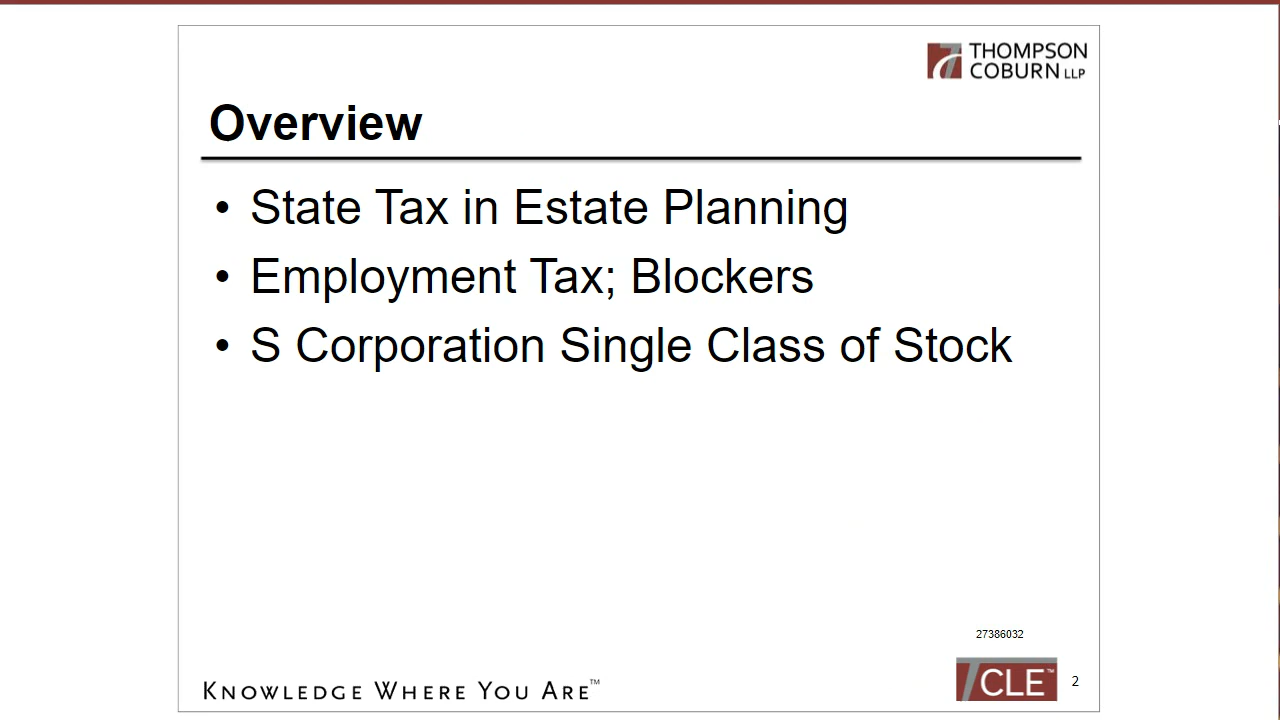 THOMPSON
COBURN LLP
Overview
• State Tax in Estate Planning
• Employment Tax; Blockers
• S Corporation Single Class of Stock
27386032
KNOWLEDGE WHERE YOU ARE™
TCLE™
2